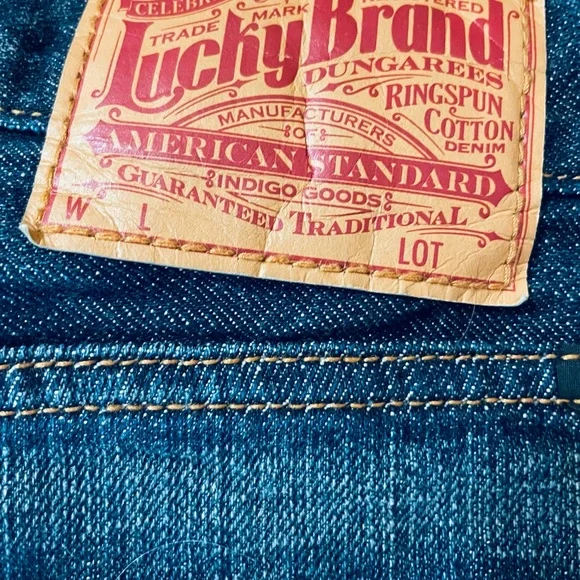 TRADE MARK
Lucky Brand
DUNGAREES
RINGSPUN
COTTON
DENIM
MANUFACTURERS
OF
AMERICAN STANDARD
INDIGO GOODS
GUARANTEED TRADITIONAL
W L
LOT